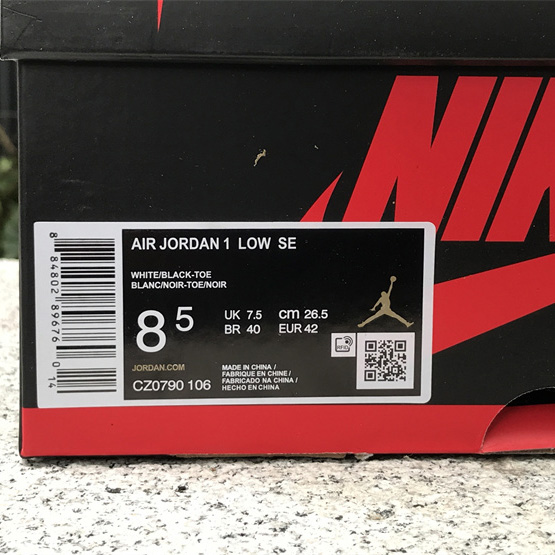 NIK
AIR JORDAN 1 LOW SE
WHITE/BLACK-TOE
BLANC/NOIR-TOE/NOIR
8 5
UK 7.5 cm 26.5
BR 40 EUR 42
RFID
JORDAN.COM
CZ0790 106
MADE IN CHINA /
FABRIQUE EN CHINE /
FABRICADO NA CHINA /
HECHO EN CHINA
8 84802 89676 014